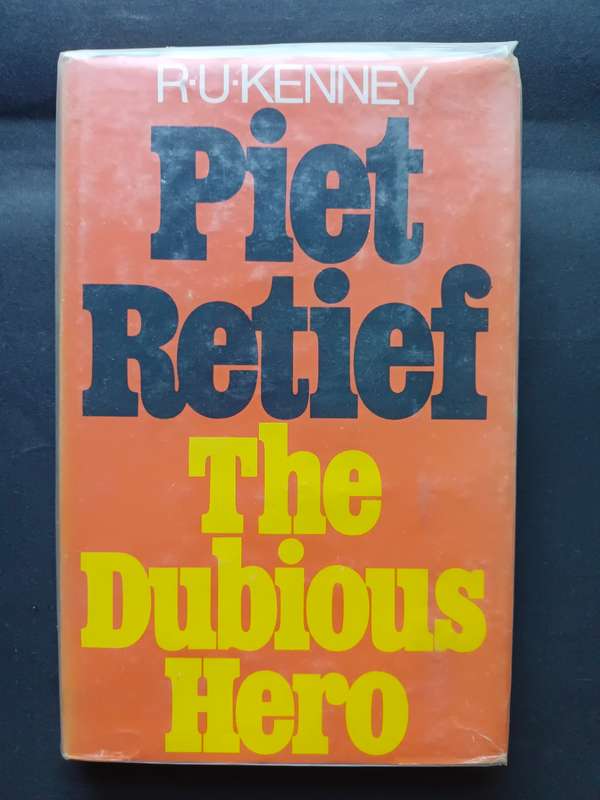 R·U·KENNEY
Piet
Retief
The
Dubious
Hero